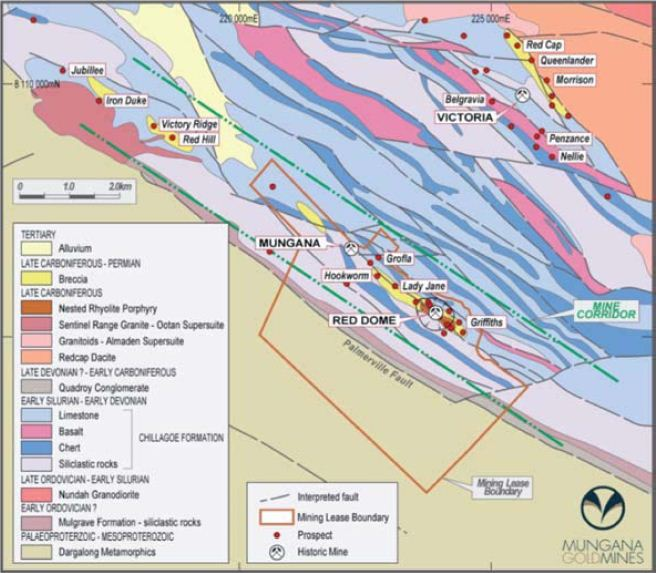 220 000mE
225 000mE
8 110 000mN
Jubillee
Iron Duke
Victory Ridge
Red Hill
Red Cap
Queenlander
Morrison
Belgravia
VICTORIA
Penzance
Nellie
0 1.0 2.0km
MUNGANA
Grofla
Hookworm
Lady Jane
RED DOME
Griffiths
MINE
CORRIDOR
Palmerville Fault
Mining Lease
Boundary
TERTIARY
Alluvium
LATE CARBONIFEROUS - PERMIAN
Breccia
LATE CARBONIFEROUS
Nested Rhyolite Porphyry
Sentinel Range Granite - Ootan Supersuite
Granitoids - Almaden Supersuite
Redcap Dacite
LATE DEVONIAN ? - EARLY CARBONIFEROUS
Quadroy Conglomerate
EARLY SILURIAN - EARLY DEVONIAN
Limestone
Basalt
Chert
Siliclastic rocks
CHILLAGOE FORMATION
LATE ORDOVICIAN - EARLY SILURIAN
Nundah Granodiorite
EARLY ORDOVICIAN ?
Mulgrave Formation - siliclastic rocks
PALAEOPROTERZOIC - MESOPROTEROZOIC
Dargalong Metamorphics
Interpreted fault
Mining Lease Boundary
Prospect
Historic Mine
MUNGANA
GOLDMINES